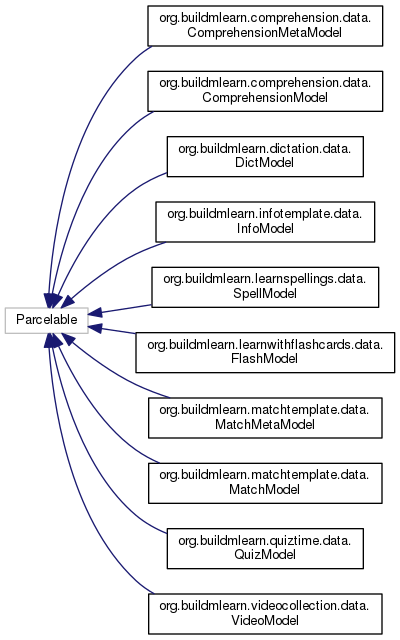 org.buildmlearn.comprehension.data.
ComprehensionMetaModel
org.buildmlearn.comprehension.data.
ComprehensionModel
org.buildmlearn.dictation.data.
DictModel
org.buildmlearn.infotemplate.data.
InfoModel
org.buildmlearn.learnspellings.data.
SpellModel
Parcelable
org.buildmlearn.learnwithflashcards.data.
FlashModel
org.buildmlearn.matchtemplate.data.
MatchMetaModel
org.buildmlearn.matchtemplate.data.
MatchModel
org.buildmlearn.quiztime.data.
QuizModel
org.buildmlearn.videocollection.data.
VideoModel